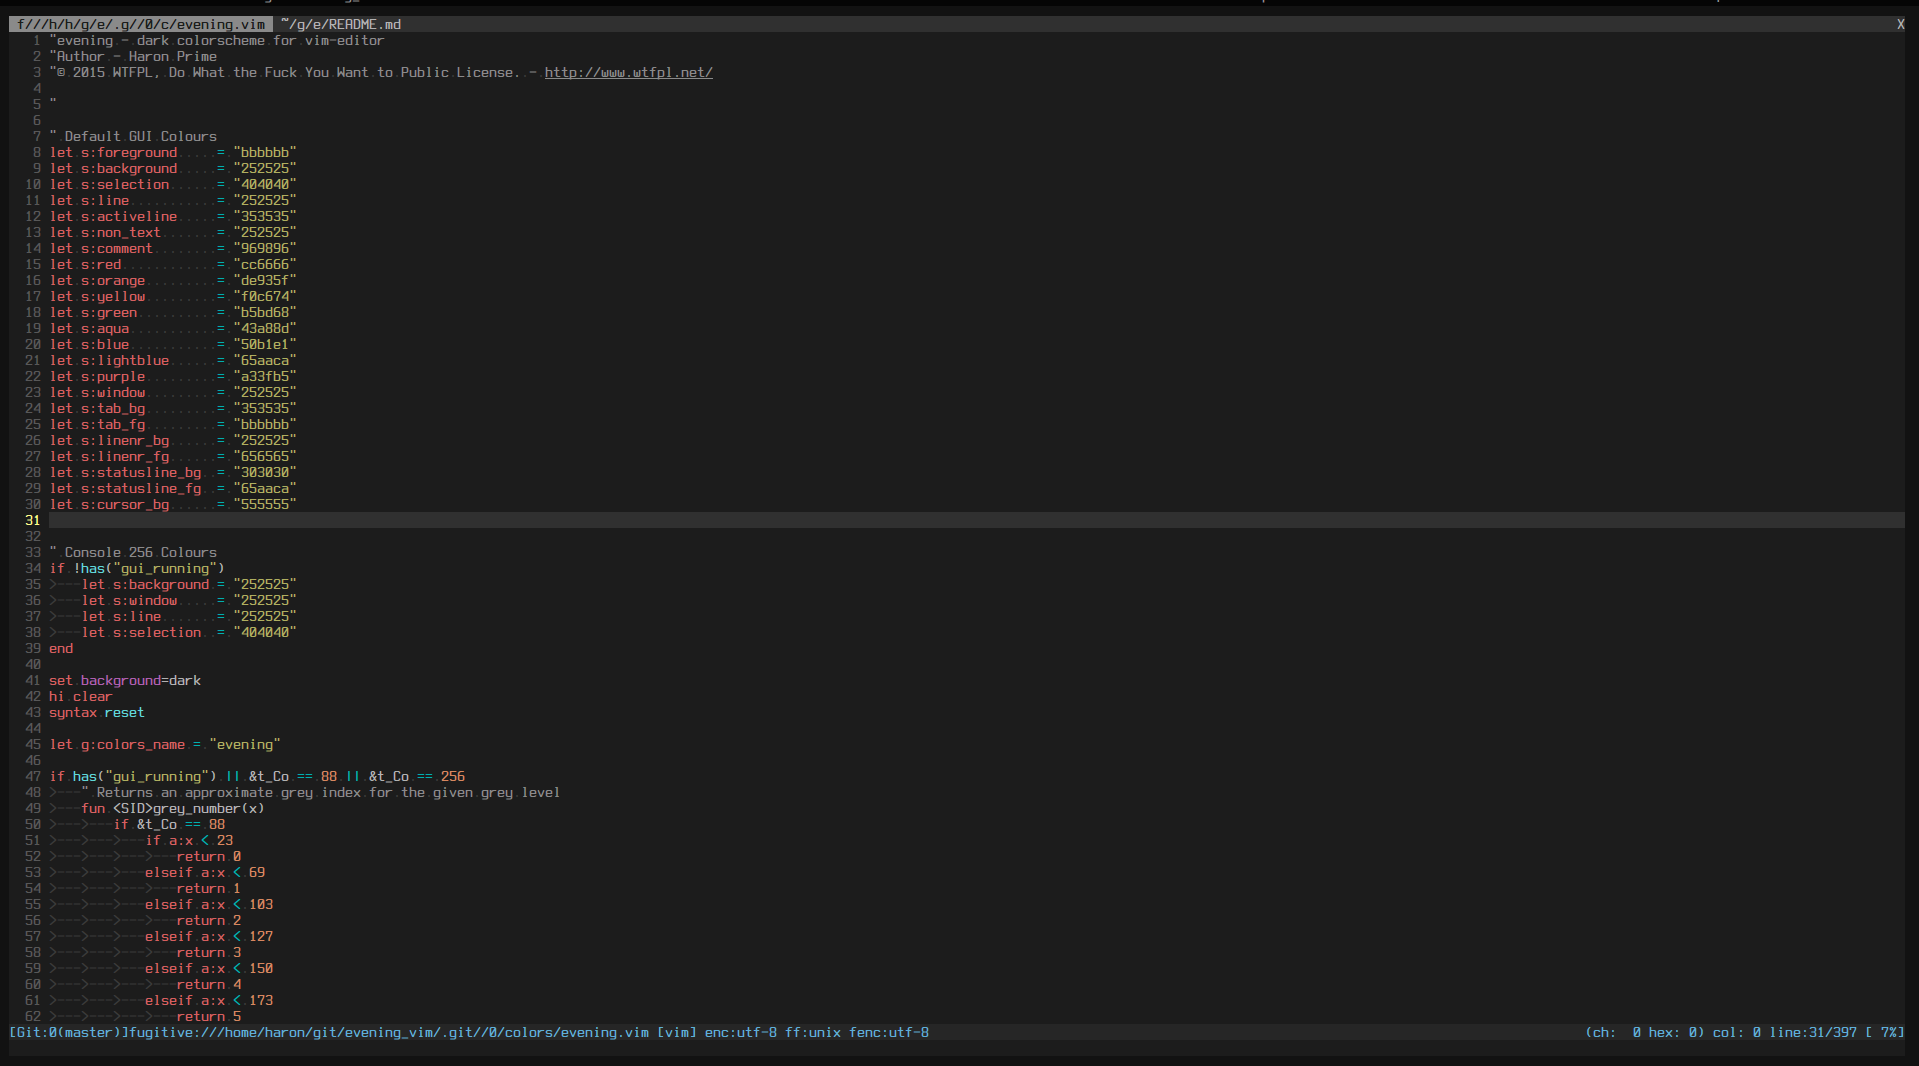 f///h/h/g/e/.g//0/c/evening.vim  ~/g/e/README.md X
1 "evening - dark colorscheme for vim-editor
2 "Author - Haron Prime
3 "© 2015 WTFPL, Do What the Fuck You Want to Public License. - http://www.wtfpl.net/
4
5 "
6
7 " Default GUI Colours
8 let s:foreground     = "bbbbbb"
9 let s:background     = "252525"
10 let s:selection      = "404040"
11 let s:line           = "252525"
12 let s:activeline     = "353535"
13 let s:non_text       = "252525"
14 let s:comment        = "969896"
15 let s:red            = "cc6666"
16 let s:orange         = "de935f"
17 let s:yellow         = "f0c674"
18 let s:green          = "b5bd68"
19 let s:aqua           = "43a88d"
20 let s:blue           = "50b1e1"
21 let s:lightblue      = "65aaca"
22 let s:purple         = "a33fb5"
23 let s:window         = "252525"
24 let s:tab_bg         = "353535"
25 let s:tab_fg         = "bbbbbb"
26 let s:linenr_bg      = "252525"
27 let s:linenr_fg      = "656565"
28 let s:statusline_bg  = "303030"
29 let s:statusline_fg  = "65aaca"
30 let s:cursor_bg      = "555555"
31
32
33 " Console 256 Colours
34 if !has("gui_running")
35 >---let s:background = "252525"
36 >---let s:window     = "252525"
37 >---let s:line       = "252525"
38 >---let s:selection  = "404040"
39 end
40
41 set background=dark
42 hi clear
43 syntax reset
44
45 let g:colors_name = "evening"
46
47 if has("gui_running") || &t_Co == 88 || &t_Co == 256
48 >---" Returns an approximate grey index for the given grey level
49 >---fun <SID>grey_number(x)
50 >--->---if &t_Co == 88
51 >--->--->---if a:x < 23
52 >--->--->--->---return 0
53 >--->--->---elseif a:x < 69
54 >--->--->--->---return 1
55 >--->--->---elseif a:x < 103
56 >--->--->--->---return 2
57 >--->--->---elseif a:x < 127
58 >--->--->--->---return 3
59 >--->--->---elseif a:x < 150
60 >--->--->--->---return 4
61 >--->--->---elseif a:x < 173
62 >--->--->--->---return 5
[Git:0(master)]fugitive:///home/haron/git/evening_vim/.git//0/colors/evening.vim [vim] enc:utf-8 ff:unix fenc:utf-8 (ch:  0 hex: 0) col: 0 line:31/397 [ 7%]